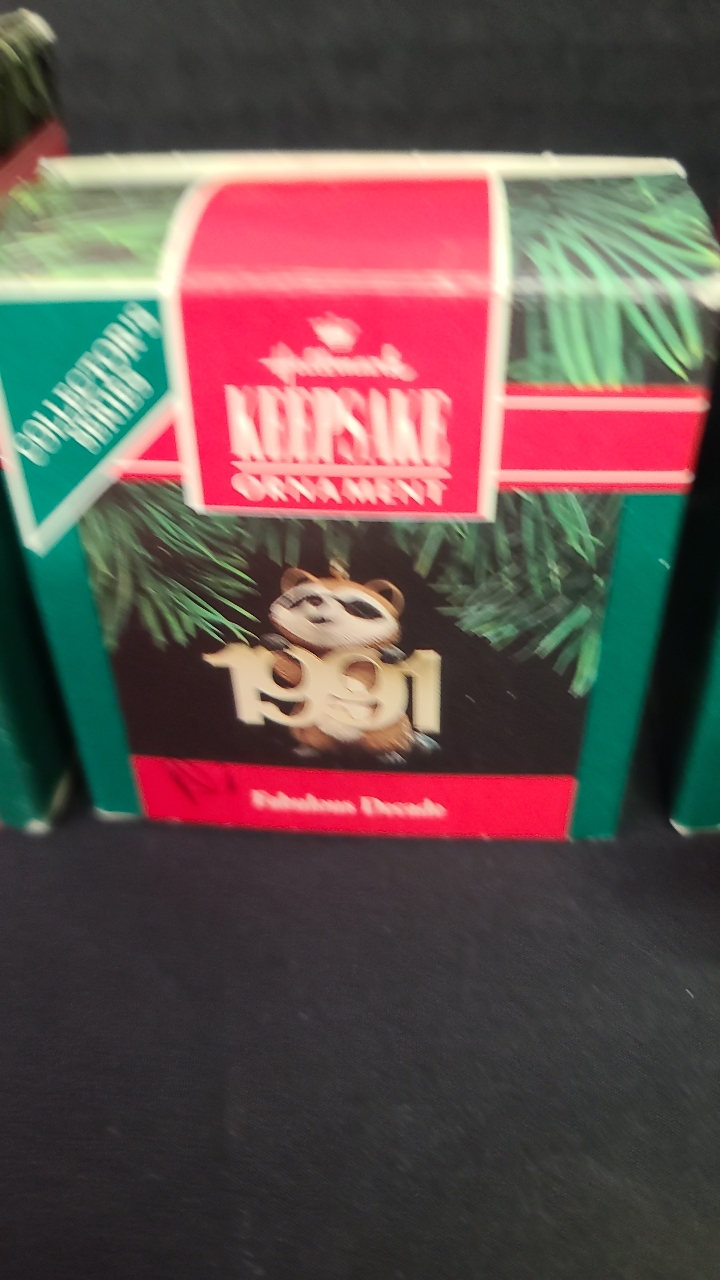 COLLECTOR'S
SERIES
Hallmark
KEEPSAKE
ORNAMENT
1991
Fabulous Decade